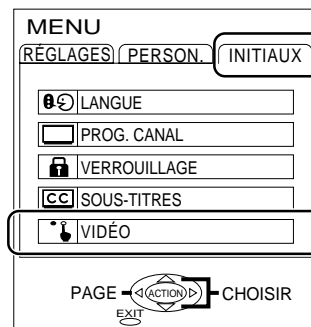 MENU
RÉGLAGES PERSON. INITIAUX
LANGUE
PROG. CANAL
VERROUILLAGE
CC SOUS-TITRES
VIDÉO
PAGE ACTION CHOISIR
EXIT